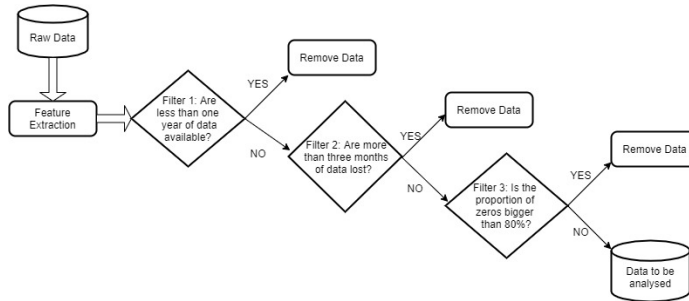 Raw Data
Feature
Extraction
Filter 1: Are
less than one
year of data
available?
YES
Remove Data
NO
Filter 2: Are more
than three months
of data lost?
YES
Remove Data
NO
Filter 3: Is the
proportion of
zeros bigger
than 80%?
YES
Remove Data
NO
Data to be
analysed